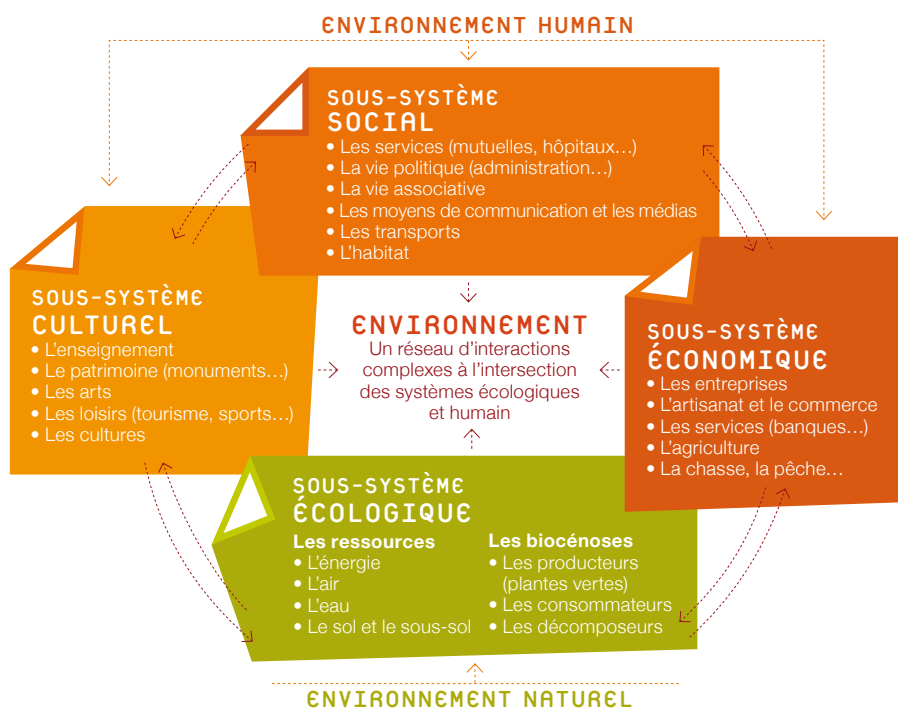 ENVIRONNEMENT HUMAIN
SOUS-SYSTÈME
SOCIAL
• Les services (mutuelles, hôpitaux…)
• La vie politique (administration…)
• La vie associative
• Les moyens de communication et les médias
• Les transports
• L'habitat
SOUS-SYSTÈME
CULTUREL
• L'enseignement
• Le patrimoine (monuments…)
• Les arts
• Les loisirs (tourisme, sports…)
• Les cultures
ENVIRONNEMENT
Un réseau d'interactions
complexes à l'intersection
des systèmes écologiques
et humain
SOUS-SYSTÈME
ÉCONOMIQUE
• Les entreprises
• L'artisanat et le commerce
• Les services (banques…)
• L'agriculture
• La chasse, la pêche…
SOUS-SYSTÈME
ÉCOLOGIQUE
Les ressources
• L'énergie
• L'air
• L'eau
• Le sol et le sous-sol
Les biocénoses
• Les producteurs
(plantes vertes)
• Les consommateurs
• Les décomposeurs
ENVIRONNEMENT NATUREL